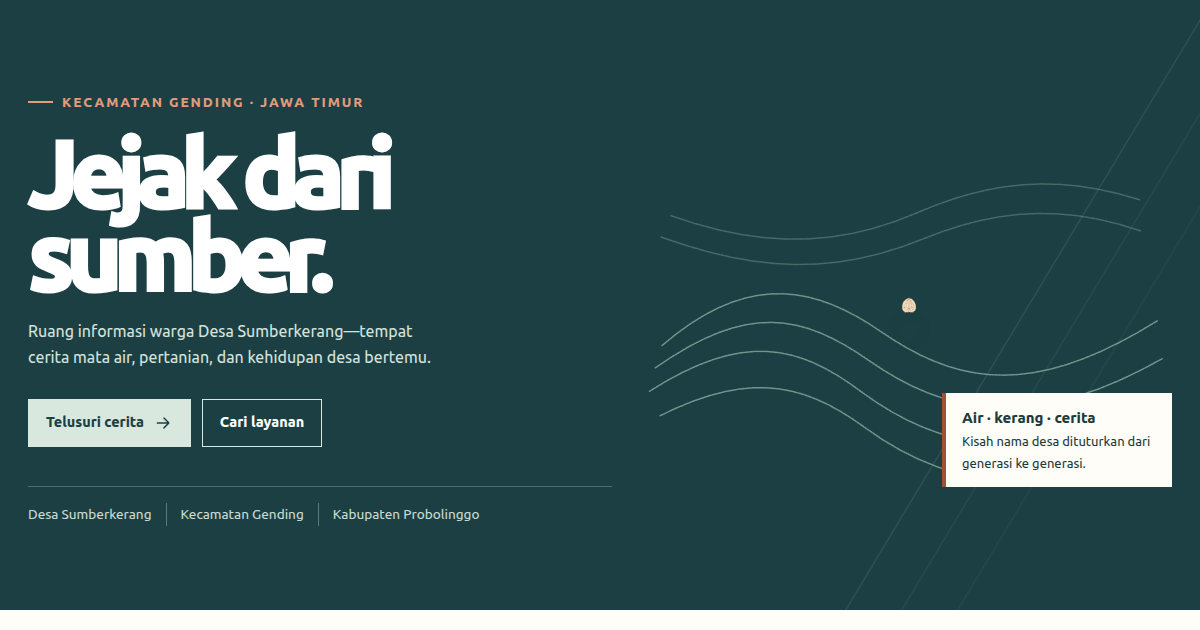 KECAMATAN GENDING · JAWA TIMUR
Jejak dari
sumber.
Ruang informasi warga Desa Sumberkerang—tempat
cerita mata air, pertanian, dan kehidupan desa bertemu.
Telusuri cerita →
Cari layanan
Desa Sumberkerang
Kecamatan Gending
Kabupaten Probolinggo
Air · kerang · cerita
Kisah nama desa dituturkan dari
generasi ke generasi.